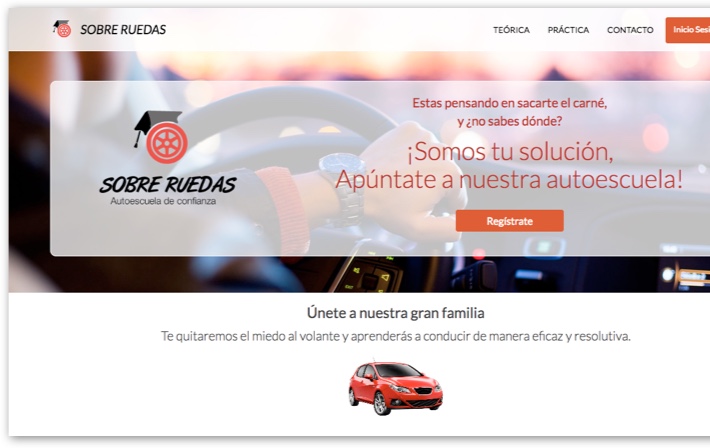 SOBRE RUEDAS
TEÓRICA PRÁCTICA CONTACTO Inicio Sesi
Estas pensando en sacarte el carné,
y ¿no sabes dónde?
¡Somos tu solución,
Apúntate a nuestra autoescuela!
SOBRE RUEDAS
Autoescuela de confianza
Regístrate
Únete a nuestra gran familia
Te quitaremos el miedo al volante y aprenderás a conducir de manera eficaz y resolutiva.